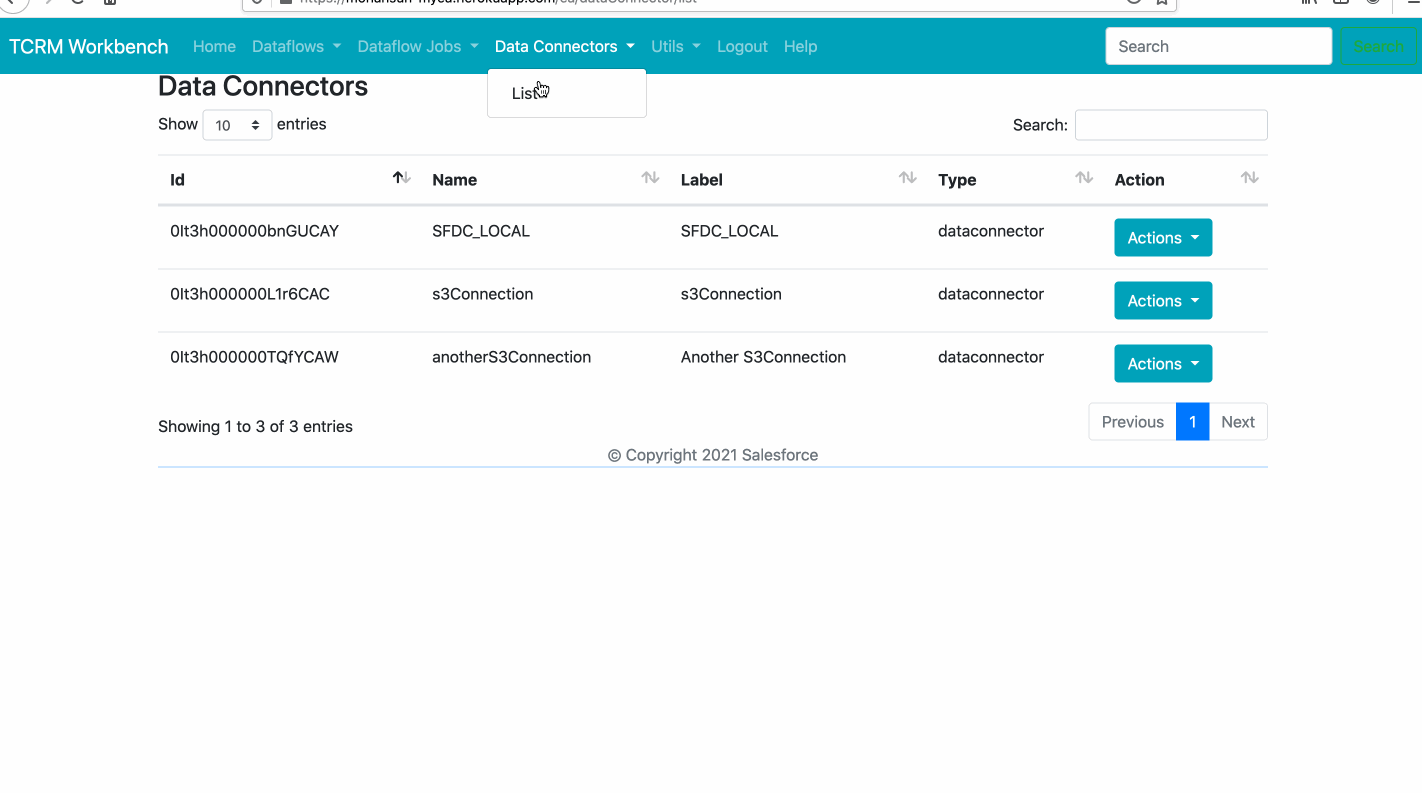 TCRM Workbench Home Dataflows Dataflow Jobs Data Connectors Utils Logout Help Search Search
List
Data Connectors
Show 10 entries Search:
Id Name Label Type Action
0It3h000000bnGUCAY SFDC_LOCAL SFDC_LOCAL dataconnector Actions
0It3h000000L1r6CAC s3Connection s3Connection dataconnector Actions
0It3h000000TQfYCAW anotherS3Connection Another S3Connection dataconnector Actions
Showing 1 to 3 of 3 entries Previous 1 Next
© Copyright 2021 Salesforce